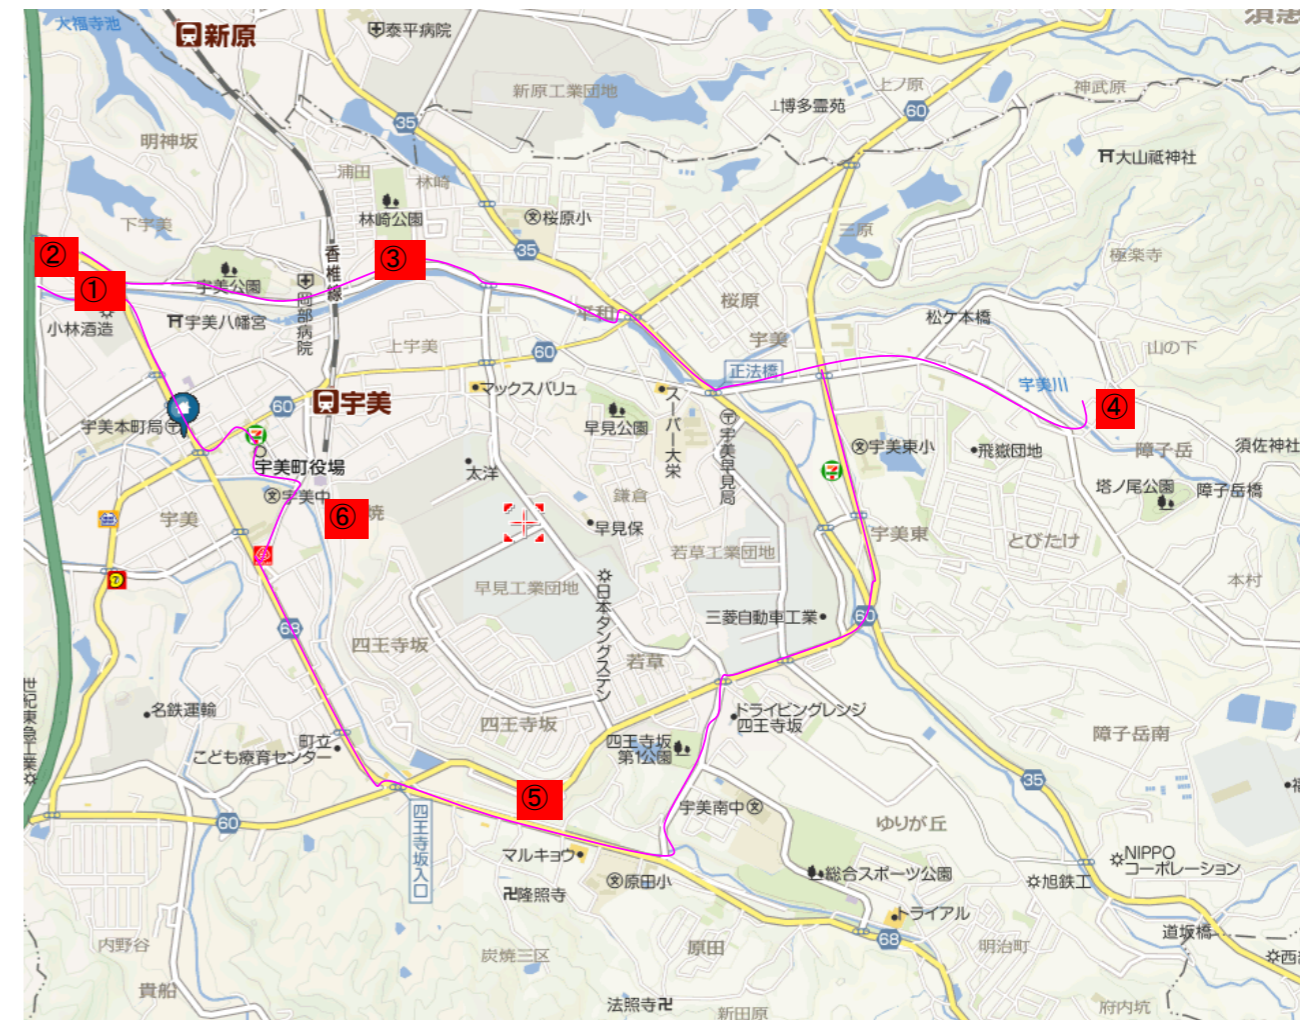 大福寺池
新原
泰平病院
須恵
新原工業団地
上ノ原
神武原
博多霊苑
60
35
明神坂
大山祇神社
浦田
林崎
林崎公園
桜原小
下宇美
三原
35
極楽寺
②
香椎線
③
①
宇美公園
岡部病院
桜原
小林酒造
宇美八幡宮
平和
松ケ本橋
宇美
上宇美
60
山の下
正法橋
宇美川
マックスバリュ
宇美
60
スーパー大栄
④
宇美本町局
早見公園
宇美早見局
宇美東小
飛嶽団地
障子岳
須佐神社
宇美町役場
太洋
塔ノ尾公園
障子岳橋
宇美中
鎌倉
⑥
焼
宇美
早見保
宇美東
とびたけ
若草工業団地
7
早見工業団地
日本タングステン
本村
三菱自動車工業
60
68
四王寺坂
若草
世紀東急工業
名鉄運輸
ドライビングレンジ
四王寺坂
四王寺坂
四王寺坂
第1公園
障子岳南
町立
こども療育センター
35
⑤
宇美南中
60
四王寺坂入口
ゆりが丘
マルキョウ
NIPPO
コーポレーション
隆照寺
原田小
総合スポーツ公園
旭鉄工
トライアル
内野谷
炭焼三区
原田
68
明治町
道坂橋
西
貴船
法照寺
新田原
府内坑